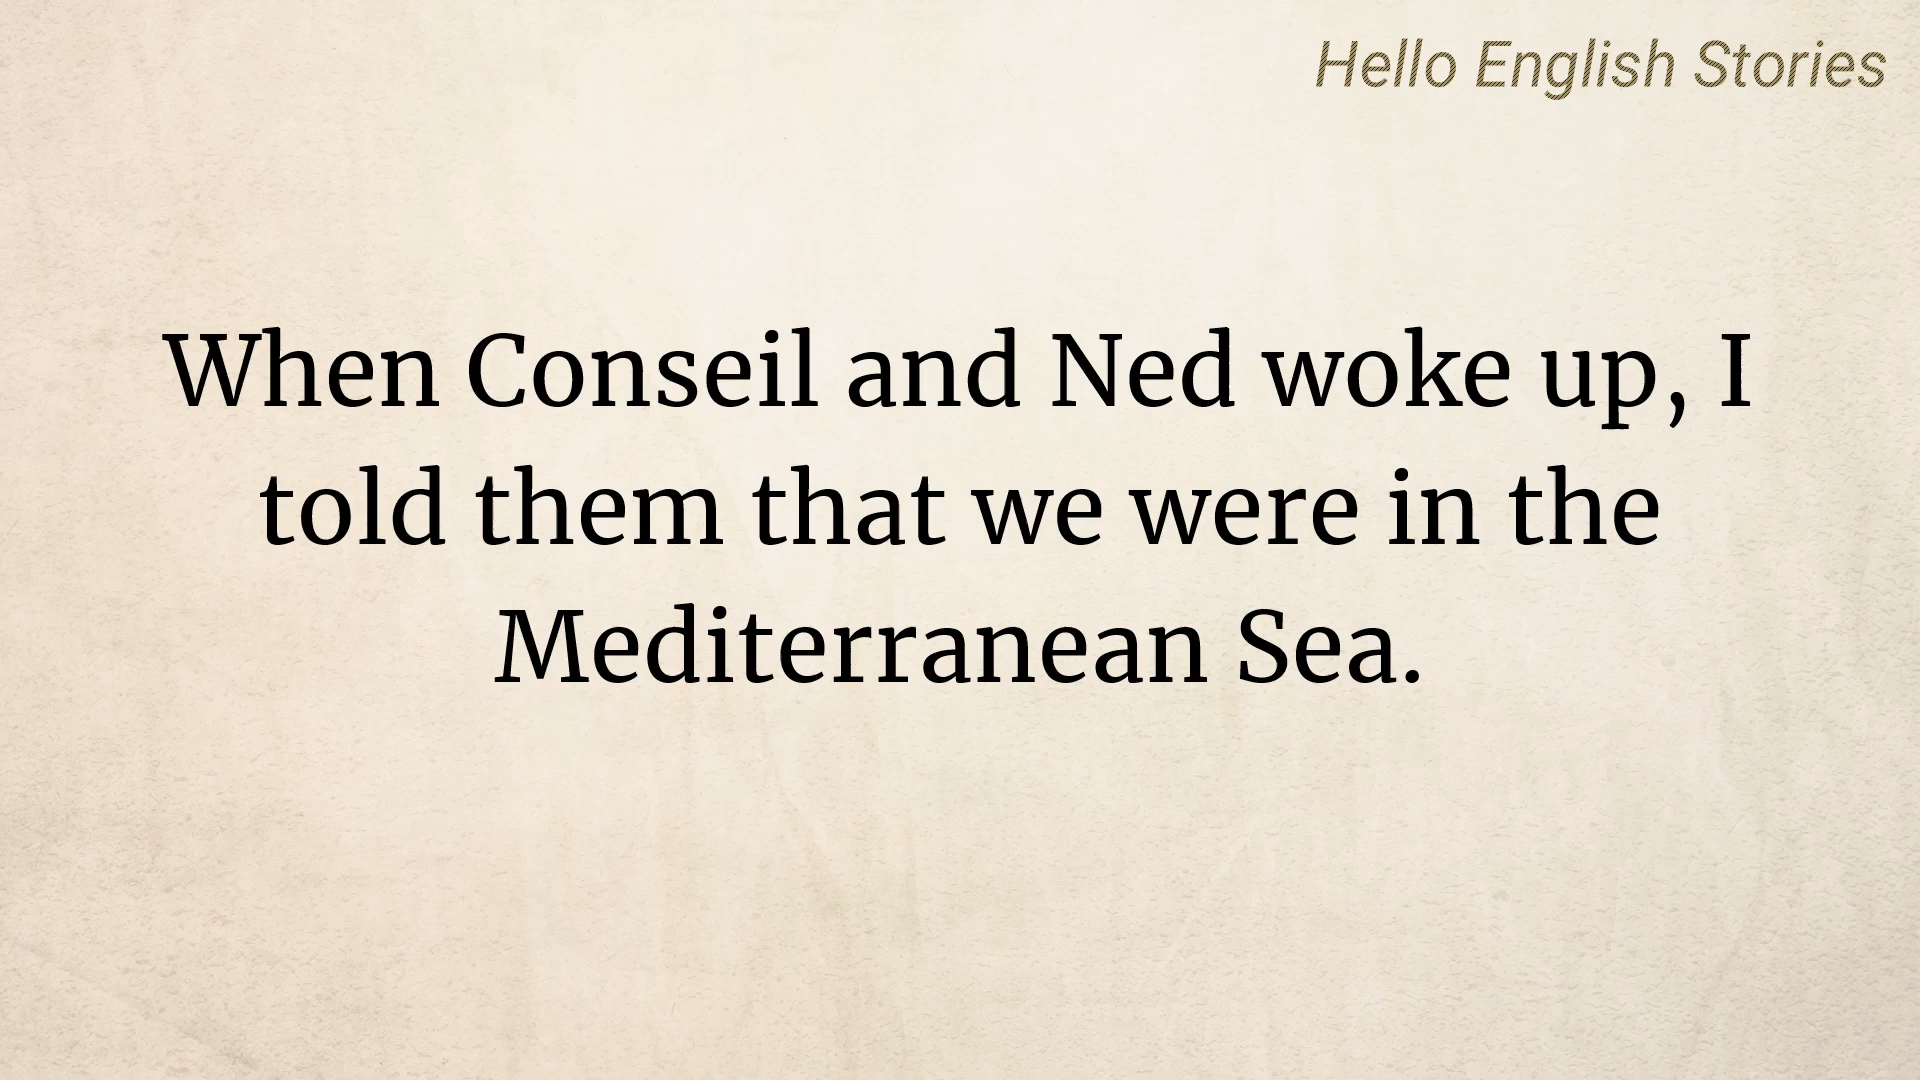 Hello English Stories
When Conseil and Ned woke up, I
told them that we were in the
Mediterranean Sea.